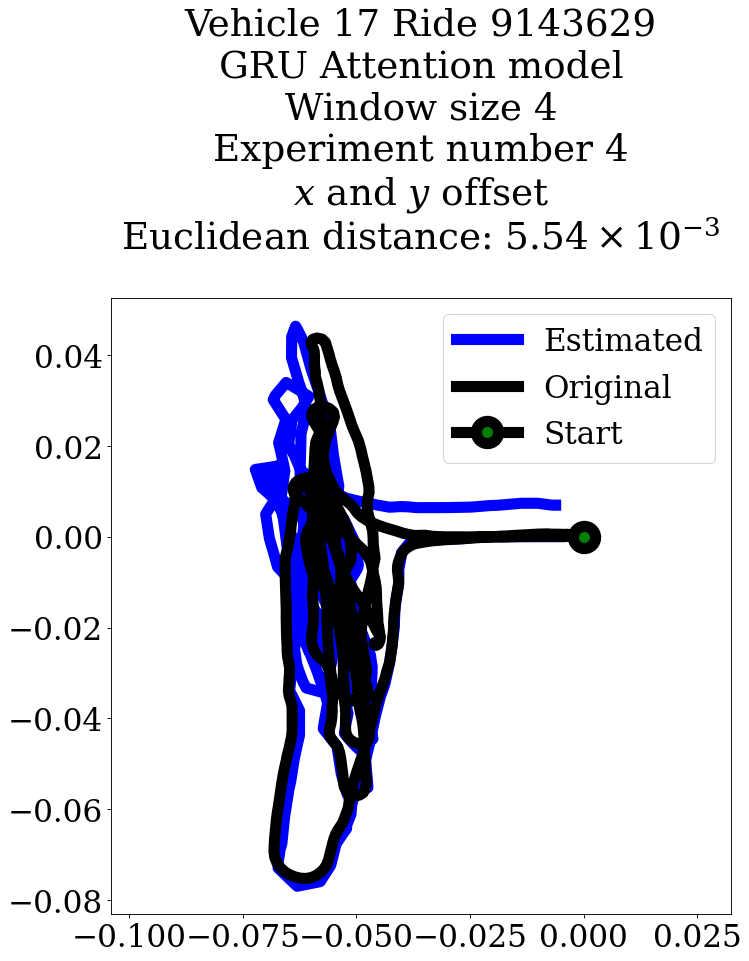 Vehicle 17 Ride 9143629
GRU Attention model
Window size 4
Experiment number 4
x and y offset
Euclidean distance: 5.54 × 10⁻³
Estimated
Original
Start
0.04
0.02
0.00
−0.02
−0.04
−0.06
−0.08
−0.100 −0.075 −0.050 −0.025 0.000 0.025